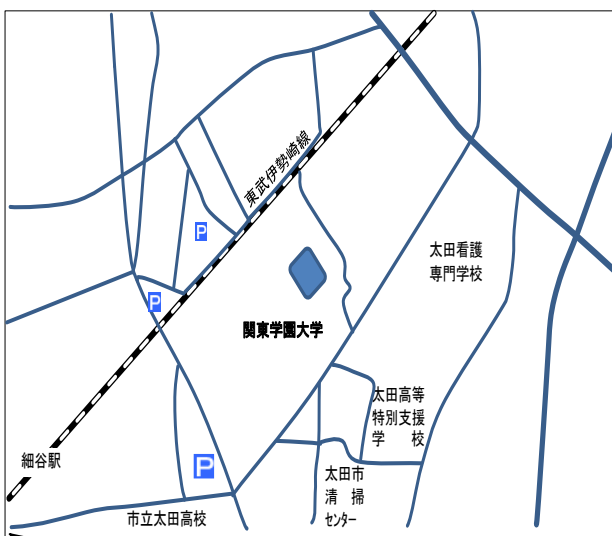 東武伊勢崎線
P
太田看護
専門学校
P
関東学園大学
太田高等
特別支援
学　校
細谷駅
P
太田市
清　掃
センター
市立太田高校